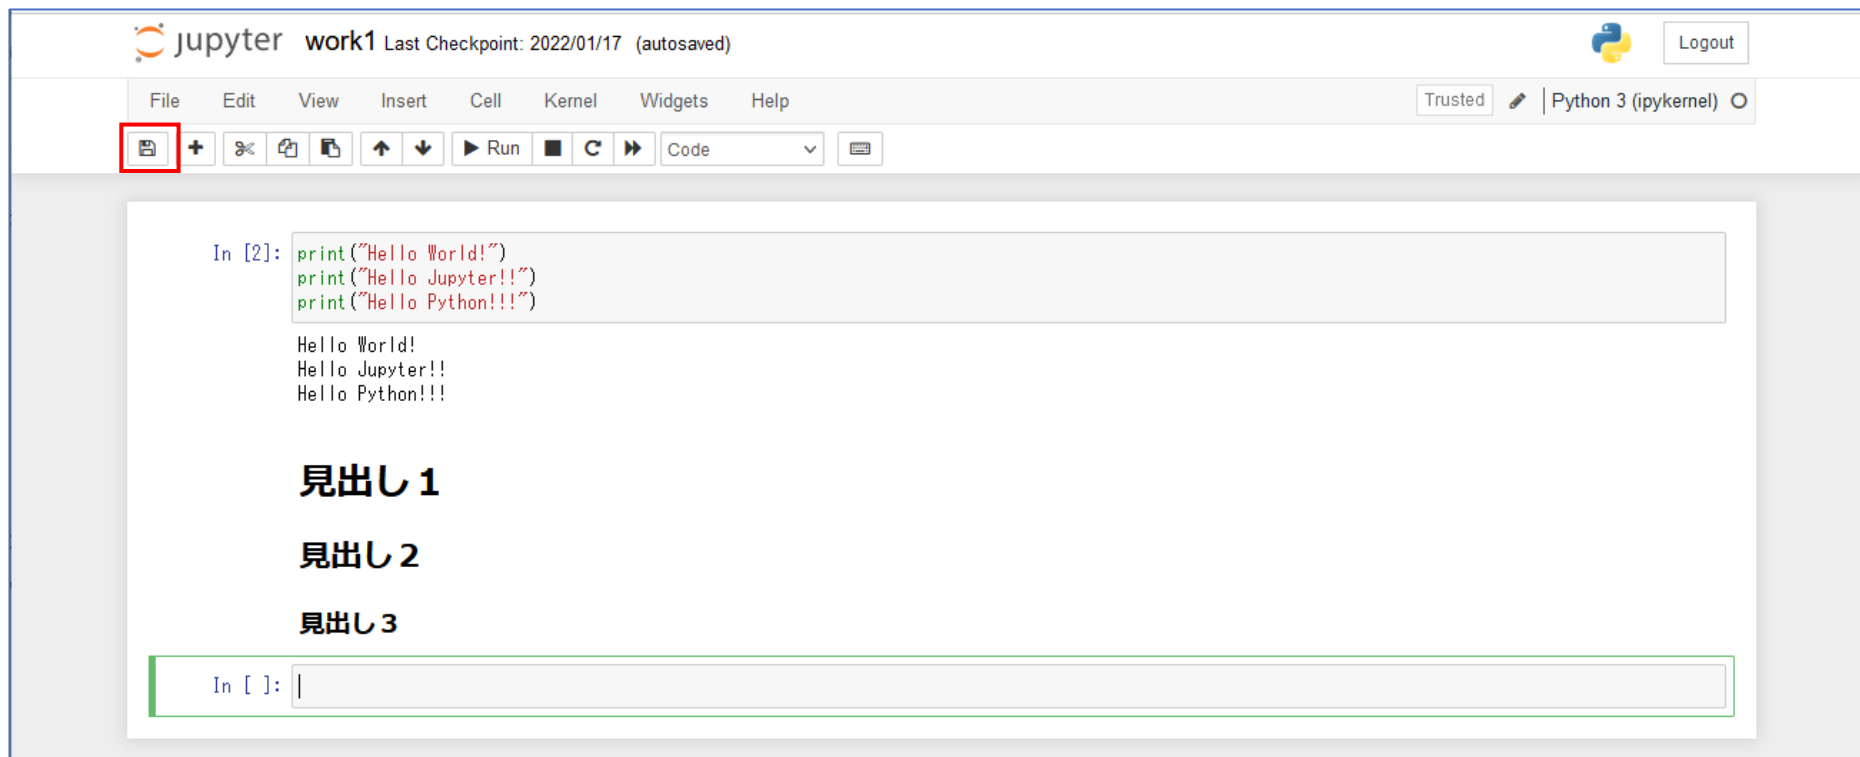 jupyter work1 Last Checkpoint: 2022/01/17 (autosaved)
Logout
File Edit View Insert Cell Kernel Widgets Help
Trusted Python 3 (ipykernel)
Run Code
In [2]: print("Hello World!")
print("Hello Jupyter!!")
print("Hello Python!!!")
Hello World!
Hello Jupyter!!
Hello Python!!!
見出し１
見出し２
見出し３
In [ ]: